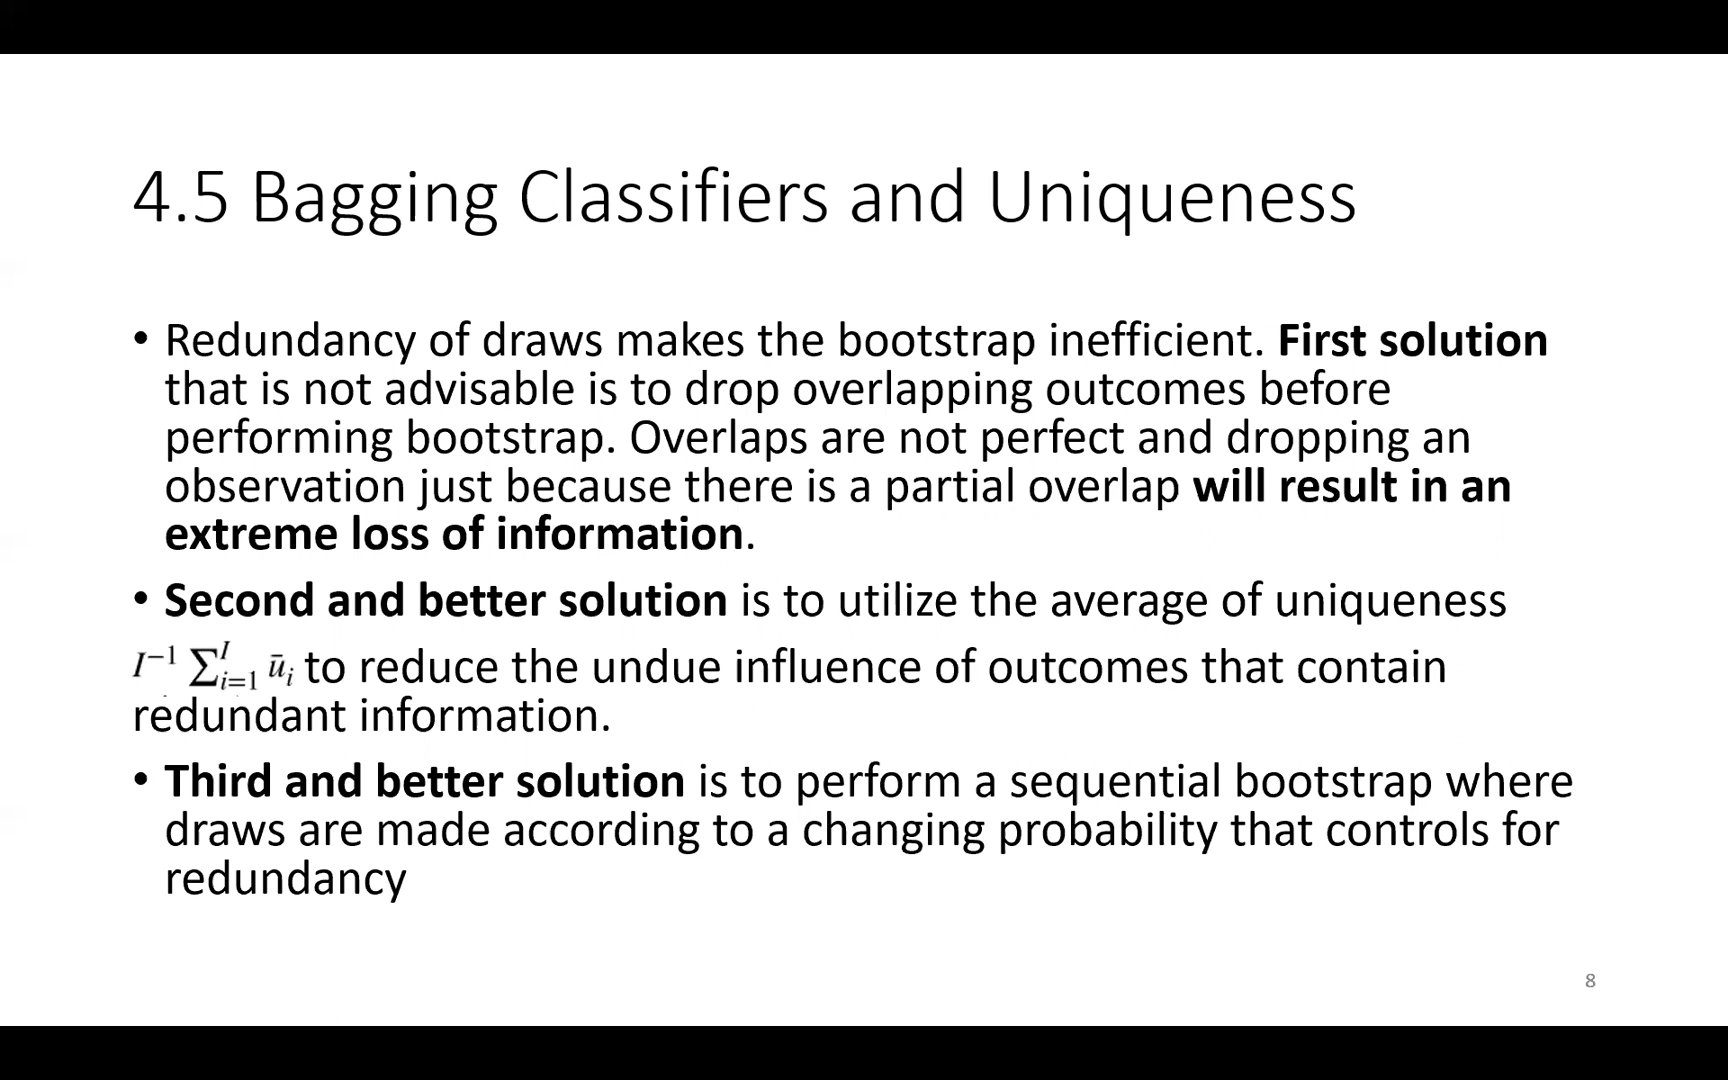 4.5 Bagging Classifiers and Uniqueness
• Redundancy of draws makes the bootstrap inefficient. First solution
that is not advisable is to drop overlapping outcomes before
performing bootstrap. Overlaps are not perfect and dropping an
observation just because there is a partial overlap will result in an
extreme loss of information.
• Second and better solution is to utilize the average of uniqueness
I⁻¹ ∑ᴵᵢ₌₁ ūᵢ to reduce the undue influence of outcomes that contain
redundant information.
• Third and better solution is to perform a sequential bootstrap where
draws are made according to a changing probability that controls for
redundancy
8